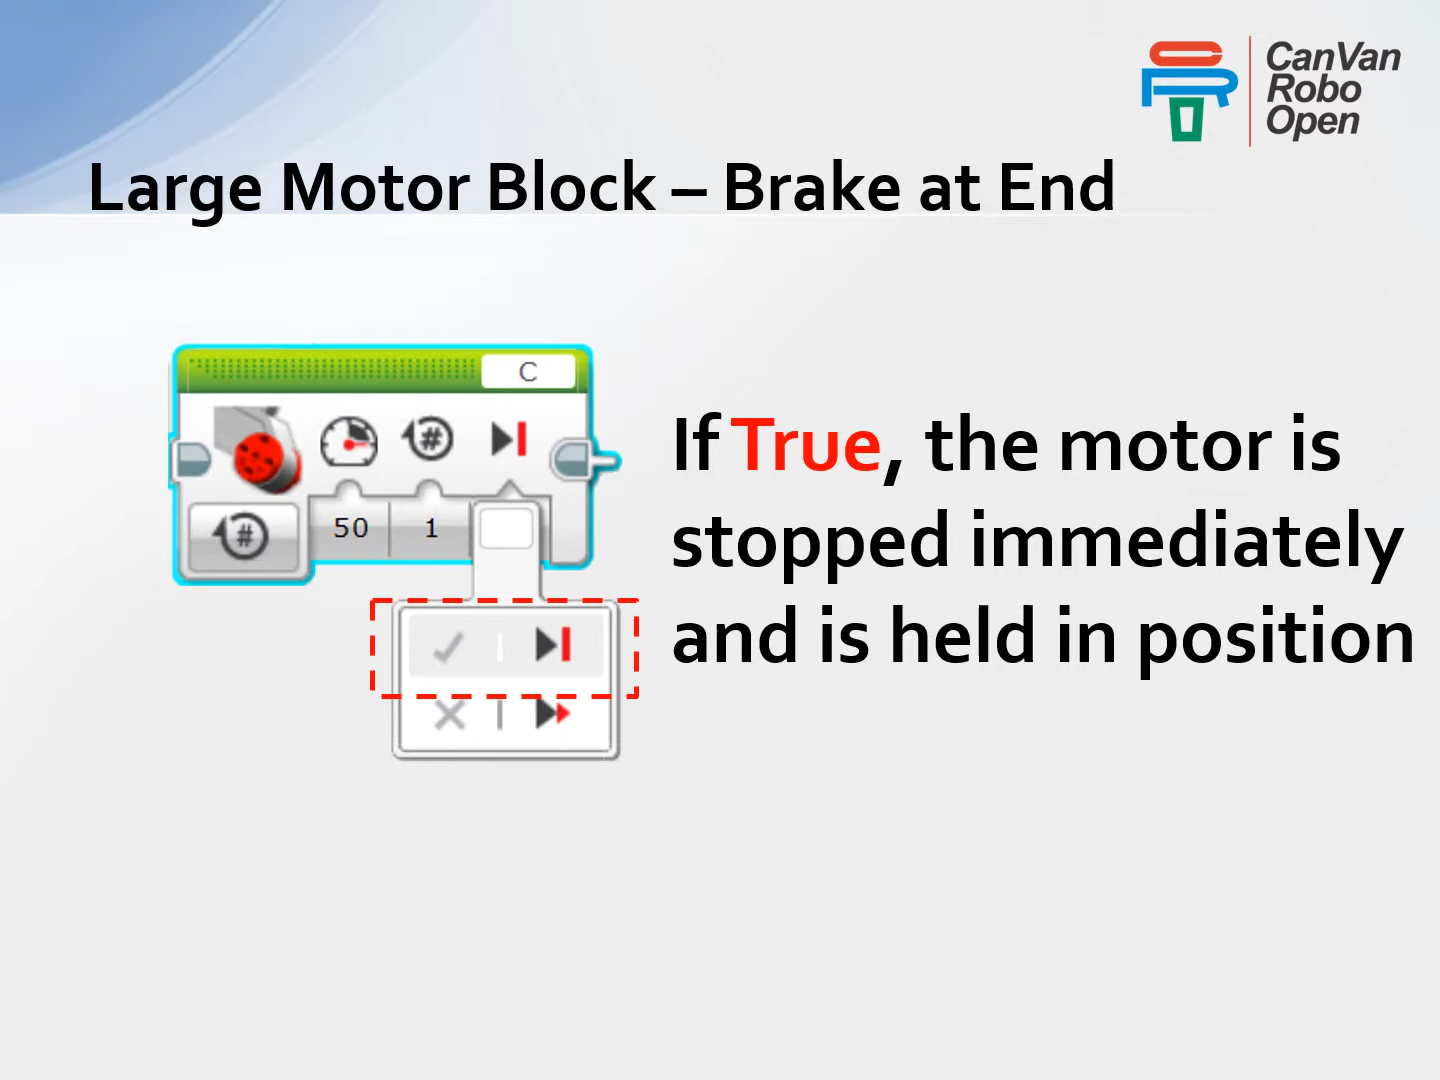 CanVan
Robo
Open
Large Motor Block – Brake at End
C
#
#
50
1
If True, the motor is
stopped immediately
and is held in position